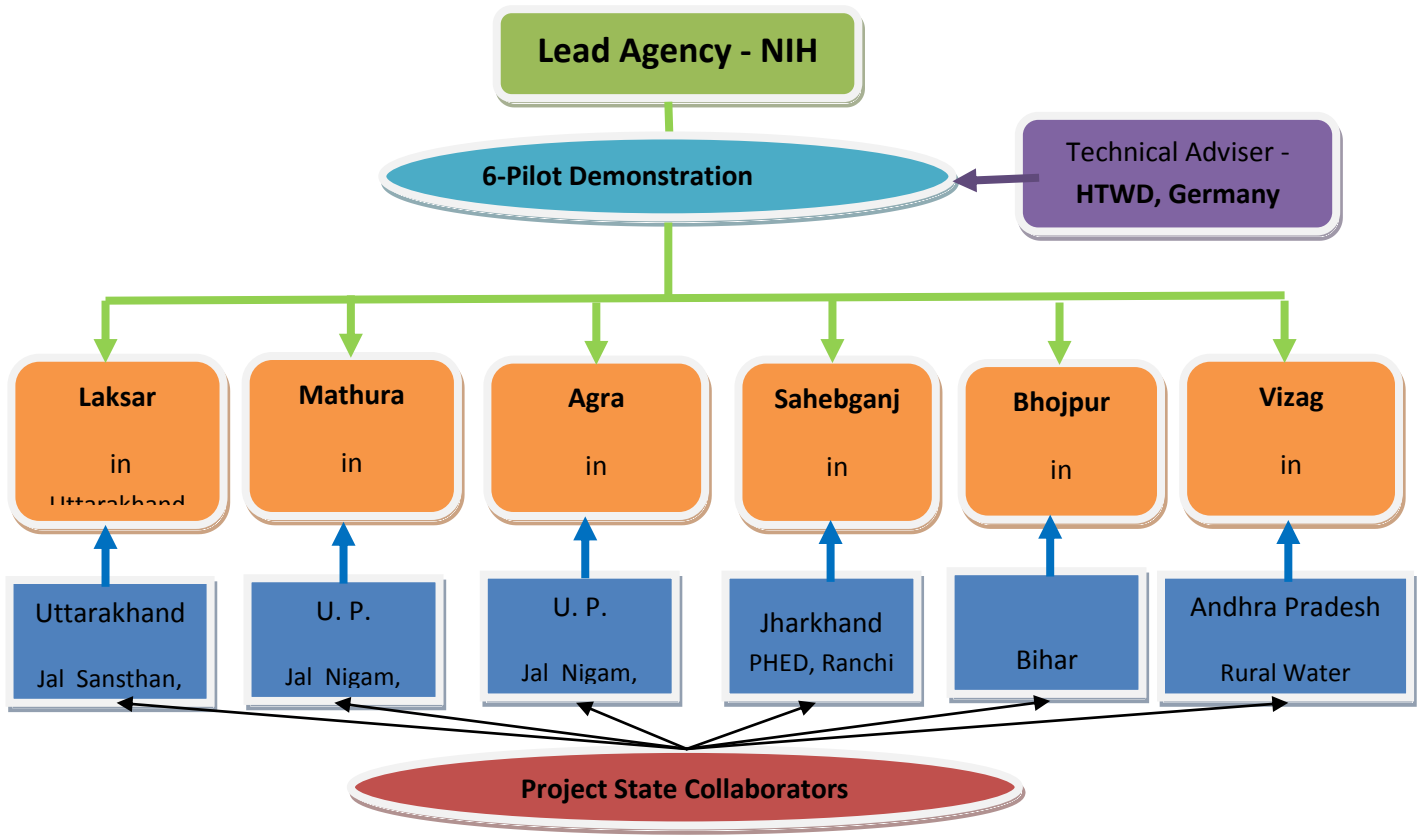 Lead Agency - NIH
6-Pilot Demonstration
Technical Adviser -
HTWD, Germany
Laksar
in
Uttarakhand
Mathura
in
Agra
in
Sahebganj
in
Bhojpur
in
Vizag
in
Uttarakhand
Jal Sansthan,
U. P.
Jal Nigam,
U. P.
Jal Nigam,
Jharkhand
PHED, Ranchi
Bihar
Andhra Pradesh
Rural Water
Project State Collaborators